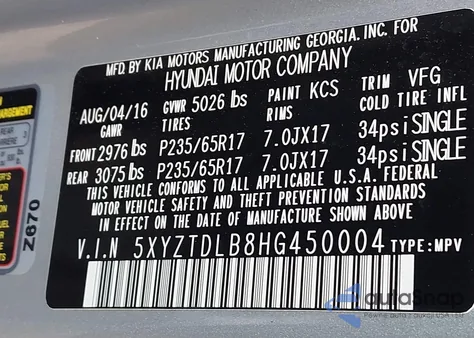 MFD. BY KIA MOTORS MANUFACTURING GEORGIA. INC. FOR
HYUNDAI MOTOR COMPANY
AUG/04/16 GVWR 5026 lbs PAINT KCS TRIM VFG
GAWR TIRES RIMS COLD TIRE INFL
FRONT 2976 lbs P235/65R17 7.0JX17 34psi SINGLE
REAR 3075 lbs P235/65R17 7.0JX17 34psi SINGLE
THIS VEHICLE CONFORMS TO ALL APPLICABLE U.S.A. FEDERAL
MOTOR VEHICLE SAFETY AND THEFT PREVENTION STANDARDS
IN EFFECT ON THE DATE OF MANUFACTURE SHOWN ABOVE
V.I.N 5XYZTDLB8HG450004 TYPE: MPV
Z670
autoSnap